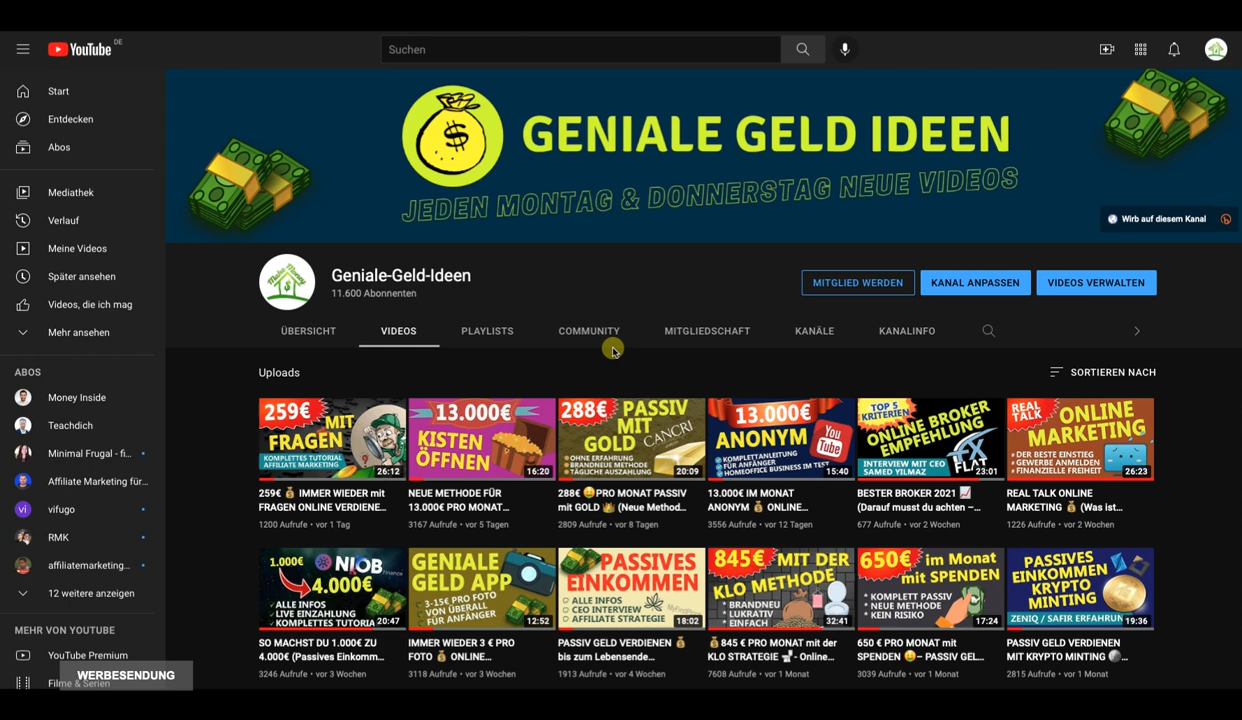 YouTube DE
Suchen
Start
Entdecken
Abos
Mediathek
Verlauf
Meine Videos
Später ansehen
Videos, die ich mag
Mehr ansehen
ABOS
Money Inside
Teachdich
Minimal Frugal - fi...
Affiliate Marketing für...
vi
vifugo
RMK
affiliatemarketing...
12 weitere anzeigen
MEHR VON YOUTUBE
YouTube Premium
Filme & Serien
WERBESENDUNG
GENIALE GELD IDEEN
JEDEN MONTAG & DONNERSTAG NEUE VIDEOS
Wirb auf diesem Kanal
Make Money
Geniale-Geld-Ideen
11.600 Abonnenten
MITGLIED WERDEN
KANAL ANPASSEN
VIDEOS VERWALTEN
ÜBERSICHT
VIDEOS
PLAYLISTS
COMMUNITY
MITGLIEDSCHAFT
KANÄLE
KANALINFO
Uploads
SORTIEREN NACH
259€ MIT
FRAGEN
KOMPLETTES TUTORIAL
AFFILIATE MARKETING
26:12
259€ 💰 IMMER WIEDER mit
FRAGEN ONLINE VERDIENE...
1200 Aufrufe • vor 1 Tag
13.000€
KISTEN
ÖFFNEN
16:20
NEUE METHODE FÜR
13.000€ PRO MONAT...
3167 Aufrufe • vor 5 Tagen
288€ PASSIV
MIT
GOLD
CANCRI
OHNE ERFAHRUNG
BRANDNEUE METHODE
TÄGLICHE AUSZAHLUNG
20:09
288€ 🤑PRO MONAT PASSIV
mit GOLD 👑 (Neue Method...
2809 Aufrufe • vor 8 Tagen
13.000€
ANONYM
You Tube
KOMPLETTANLEITUNG
FÜR ANFÄNGER
HOMEOFFICE BUSINESS IM TEST
15:40
13.000€ IM MONAT
ANONYM 💰 ONLINE...
3556 Aufrufe • vor 12 Tagen
TOP 5
KRITERIEN
ONLINE BROKER
EMPFEHLUNG
FX
FLAT
INTERVIEW MIT CEO
SAMED YILMAZ
23:01
BESTER BROKER 2021 📈
(Darauf musst du achten –...
677 Aufrufe • vor 2 Wochen
REAL
TALK
ONLINE
MARKETING
* DER BESTE EINSTIEG
* GEWERBE ANMELDEN
* FINANZIELLE FREIHEIT
26:23
REAL TALK ONLINE
MARKETING 💰 (Was ist...
1226 Aufrufe • vor 2 Wochen
1.000€
NIOB
FINANCE
4.000€
ALLE INFOS
LIVE EINZAHLUNG
KOMPLETTES TUTORIA
20:47
SO MACHST DU 1.000€ ZU
4.000€ (Passives Einkomm...
3246 Aufrufe • vor 3 Wochen
GENIALE
GELD APP
3-15€ PRO FOTO
VON ÜBERALL
FÜR ANFÄNGER
12:52
IMMER WIEDER 3 € PRO
FOTO 💰 ONLINE...
3118 Aufrufe • vor 3 Wochen
PASSIVES
EINKOMMEN
ALLE INFOS
CEO INTERVIEW
AFFILIATE STRATEGIE
18:02
PASSIV GELD VERDIENEN 💰
bis zum Lebensende...
1913 Aufrufe • vor 4 Wochen
845€ MIT DER
KLO METHODE
* BRANDNEU
* LUKRATIV
* EINFACH
32:41
💰845 € PRO MONAT mit der
KLO STRATEGIE 🚽- Online...
7608 Aufrufe • vor 1 Monat
650€ im Monat
mit SPENDEN
* KOMPLETT PASSIV
* NEUE METHODE
* KEIN RISIKO
17:24
650 € PRO MONAT mit
SPENDEN 🤑– PASSIV GEL...
3039 Aufrufe • vor 1 Monat
PASSIVES
EINKOMMEN
KRYPTO
MINTING
ZENIQ / SAFIR ERFAHRUN
19:36
PASSIV GELD VERDIENEN
MIT KRYPTO MINTING 🪙...
2815 Aufrufe • vor 1 Monat